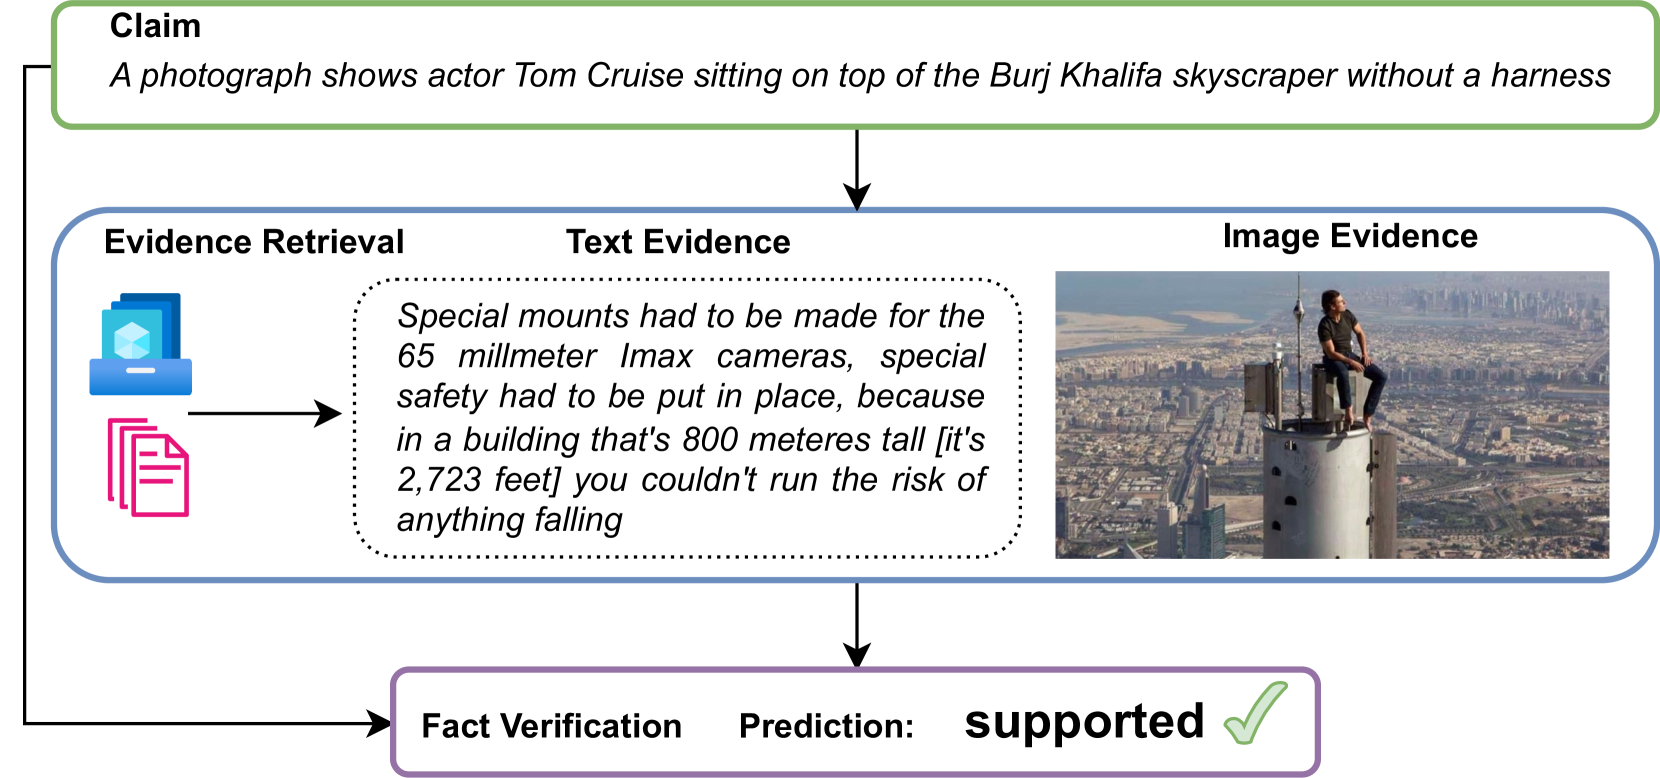 Claim
A photograph shows actor Tom Cruise sitting on top of the Burj Khalifa skyscraper without a harness
Evidence Retrieval
Text Evidence
Image Evidence
Special mounts had to be made for the
65 millmeter Imax cameras, special
safety had to be put in place, because
in a building that's 800 meteres tall [it's
2,723 feet] you couldn't run the risk of
anything falling
Fact Verification Prediction: supported